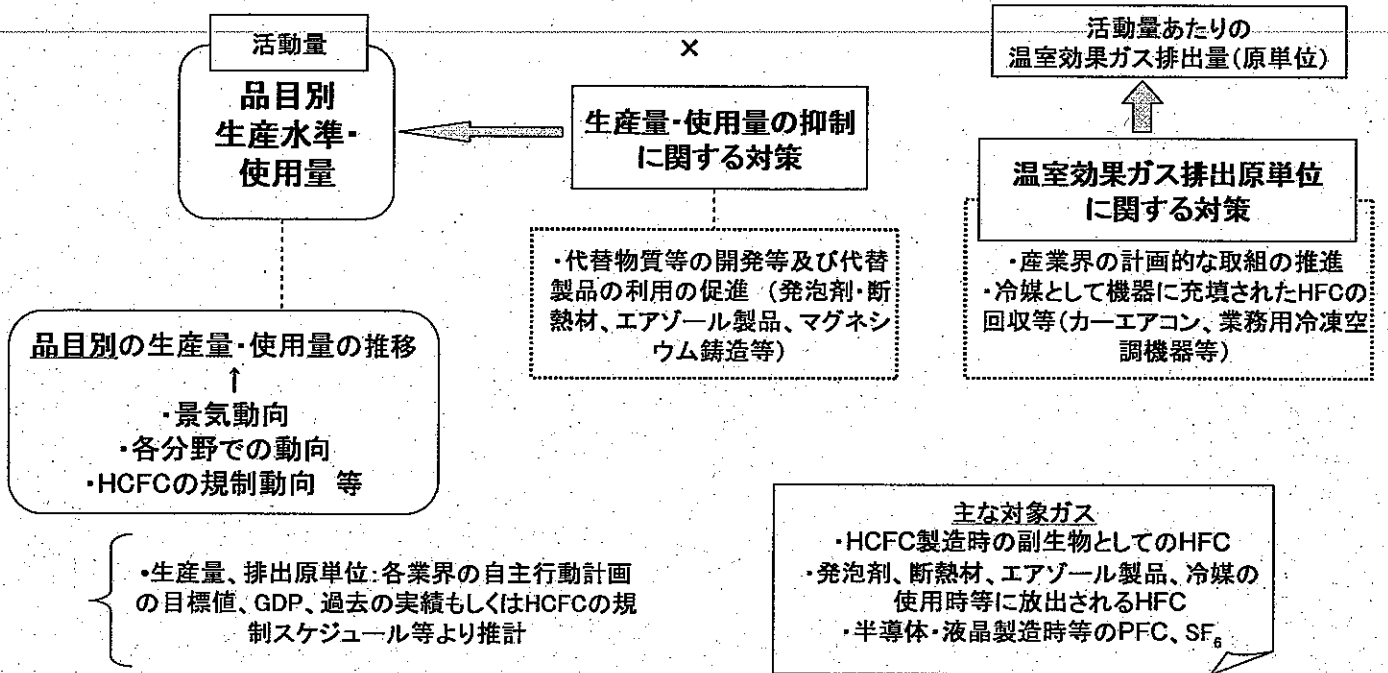 活動量
品目別
生産水準・
使用量
×
活動量あたりの
温室効果ガス排出量(原単位)
生産量・使用量の抑制
に関する対策
温室効果ガス排出原単位
に関する対策
・代替物質等の開発等及び代替
製品の利用の促進 (発泡剤・断
熱材、エアゾール製品、マグネシ
ウム鋳造等)
・産業界の計画的な取組の推進
・冷媒として機器に充填されたHFCの
回収等(カーエアコン、業務用冷凍空
調機器等)
品目別の生産量・使用量の推移
↑
・景気動向
・各分野での動向
・HCFCの規制動向 等
・生産量、排出原単位:各業界の自主行動計画
の目標値、GDP、過去の実績もしくはHCFCの規
制スケジュール等より推計
主な対象ガス
・HCFC製造時の副生物としてのHFC
・発泡剤、断熱材、エアゾール製品、冷媒の
使用時等に放出されるHFC
・半導体・液晶製造時等のPFC、SF₆